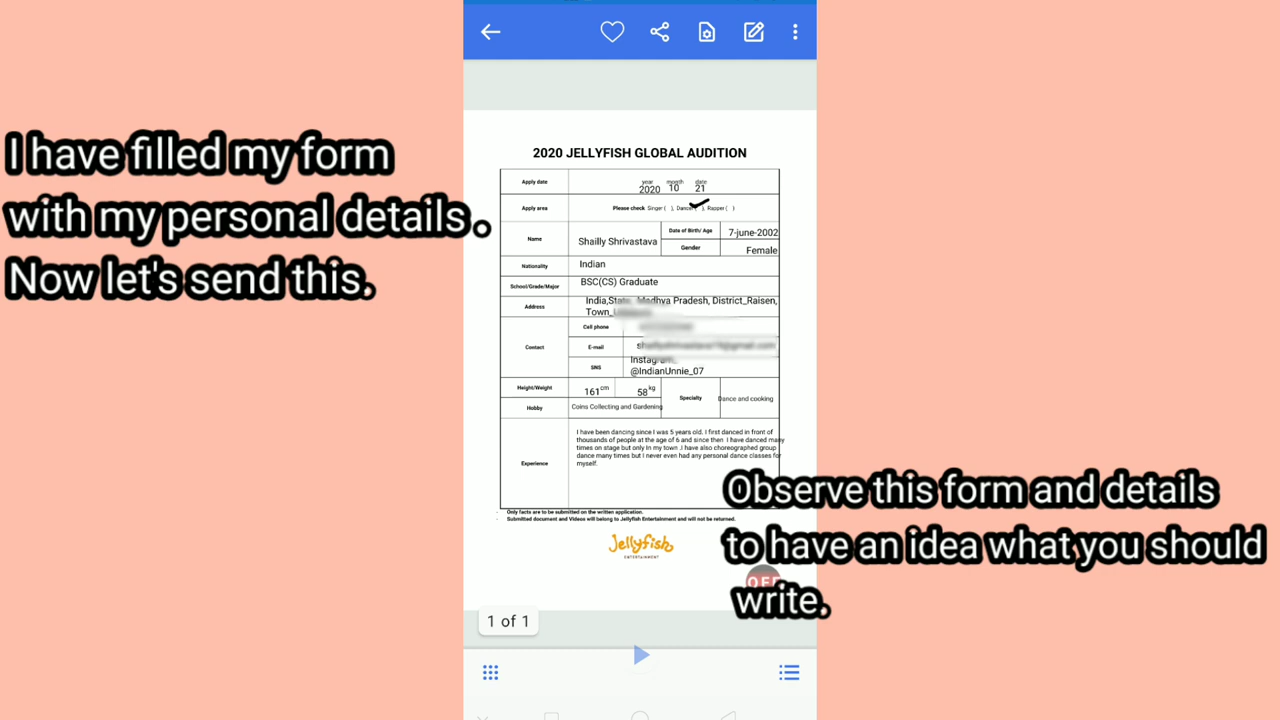 I have filled my form
with my personal details.
Now let's send this.
2020 JELLYFISH GLOBAL AUDITION
Apply date
year month date
2020 10 21
Apply area
Please check Singer ( ), Dancer ( ), Rapper ( )
Name
Shailly Shrivastava
Date of Birth/ Age
7-june-2002
Gender
Female
Nationality
Indian
School/Grade/Major
BSC(CS) Graduate
Address
India,State, Madhya Pradesh, District_Raisen,
Town_
Contact
Cell phone
E-mail
SNS
Instagram,
@IndianUnnie_07
Height/Weight
161 cm
58 kg
Specialty
Dance and cooking
Hobby
Coins Collecting and Gardening
Experience
I have been dancing since I was 5 years old. I first danced in front of
thousands of people at the age of 6 and since then I have danced many
times on stage but only In my town .I have also choreographed group
dance many times but I never even had any personal dance classes for
myself.
- Only facts are to be submitted on the written application.
- Submitted document and Videos will belong to Jellyfish Entertainment and will not be returned.
Jellyfish
ENTERTAINMENT
Observe this form and details
to have an idea what you should
write.
1 of 1